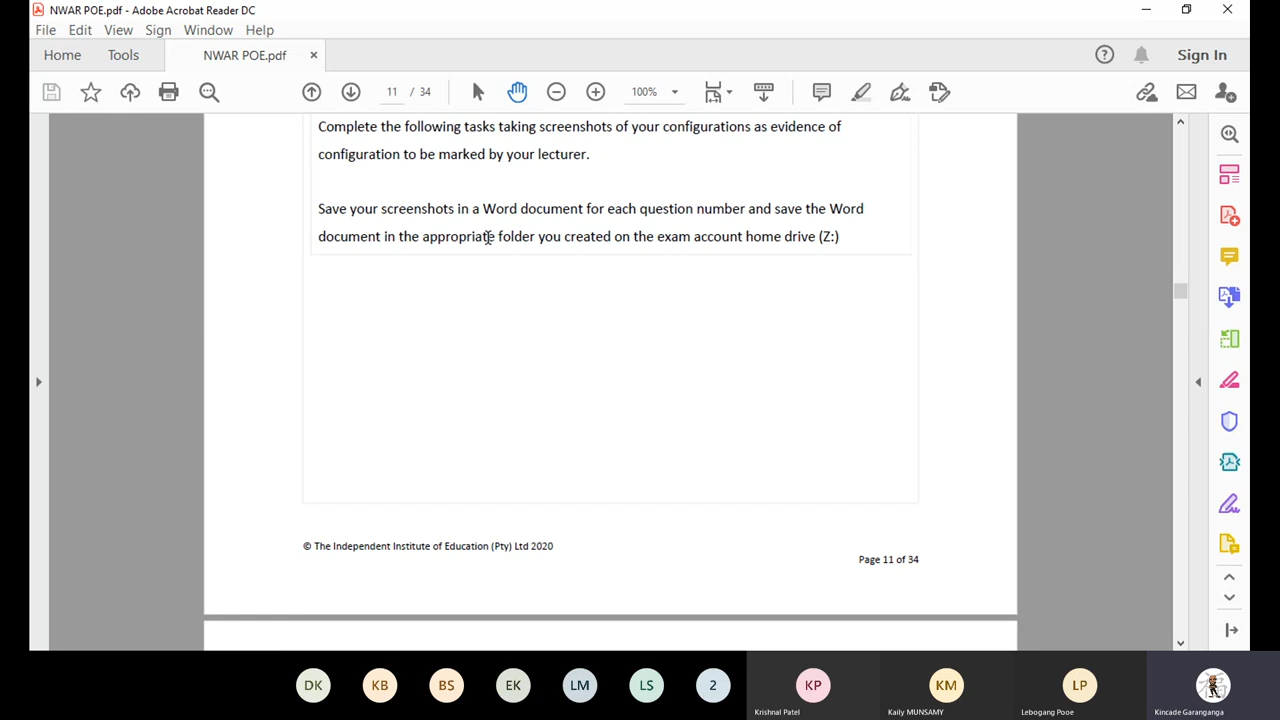 NWAR POE.pdf - Adobe Acrobat Reader DC
File Edit View Sign Window Help
Home Tools NWAR POE.pdf × Sign In
11 / 34 100%
Complete the following tasks taking screenshots of your configurations as evidence of
configuration to be marked by your lecturer.
Save your screenshots in a Word document for each question number and save the Word
document in the appropriate folder you created on the exam account home drive (Z:)
© The Independent Institute of Education (Pty) Ltd 2020
Page 11 of 34
DK KB BS EK LM LS 2 KP KM LP
Krishnal Patel Kaily MUNSAMY Lebogang Pooe Kincade Garanganga